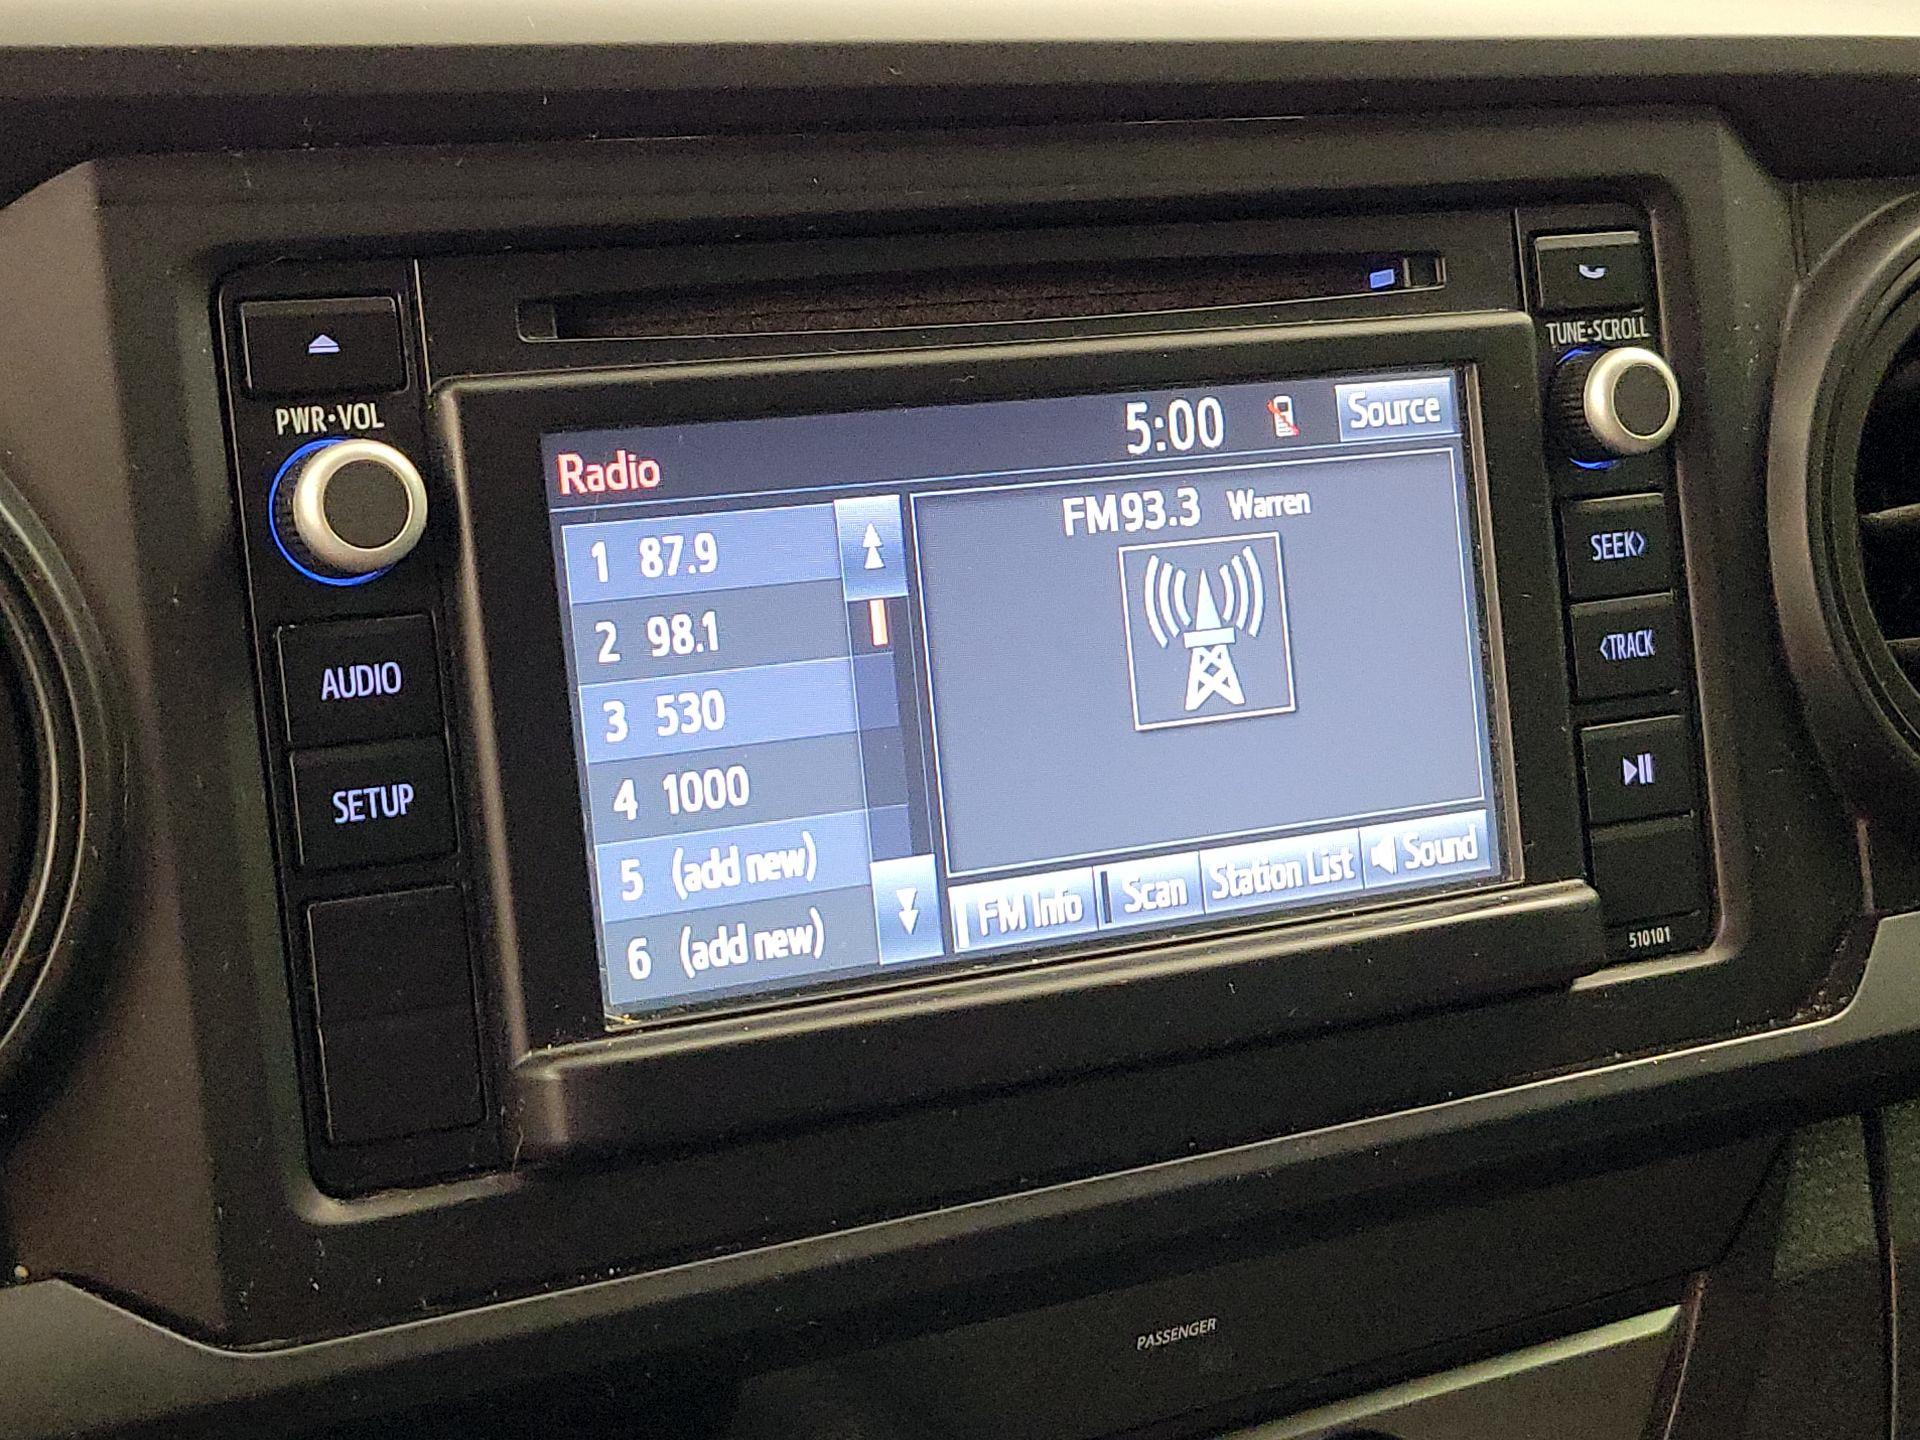 PWR·VOL
AUDIO
SETUP
5:00
Source
Radio
FM93.3 Warren
1 87.9
2 98.1
3 530
4 1000
5 (add new)
6 (add new)
FM Info
Scan
Station List
Sound
TUNE·SCROLL
SEEK>
<TRACK
510101
PASSENGER